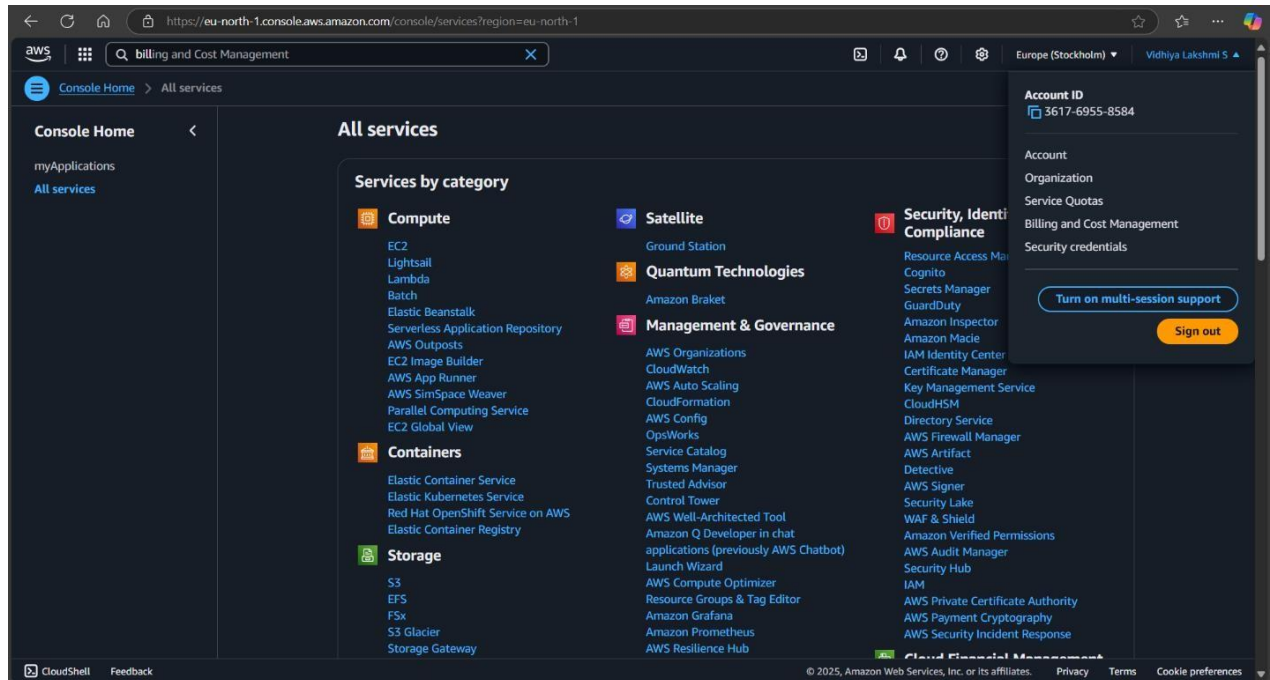 https://eu-north-1.console.aws.amazon.com/console/services?region=eu-north-1
aws
billing and Cost Management
Europe (Stockholm)
Vidhiya Lakshmi S
Console Home > All services
Console Home
myApplications
All services
All services
Services by category
Compute
EC2
Lightsail
Lambda
Batch
Elastic Beanstalk
Serverless Application Repository
AWS Outposts
EC2 Image Builder
AWS App Runner
AWS SimSpace Weaver
Parallel Computing Service
EC2 Global View
Containers
Elastic Container Service
Elastic Kubernetes Service
Red Hat OpenShift Service on AWS
Elastic Container Registry
Storage
S3
EFS
FSx
S3 Glacier
Storage Gateway
Satellite
Ground Station
Quantum Technologies
Amazon Braket
Management & Governance
AWS Organizations
CloudWatch
AWS Auto Scaling
CloudFormation
AWS Config
OpsWorks
Service Catalog
Systems Manager
Trusted Advisor
Control Tower
AWS Well-Architected Tool
Amazon Q Developer in chat
applications (previously AWS Chatbot)
Launch Wizard
AWS Compute Optimizer
Resource Groups & Tag Editor
Amazon Grafana
Amazon Prometheus
AWS Resilience Hub
Security, Identi
Compliance
Resource Access Ma
Cognito
Secrets Manager
GuardDuty
Amazon Inspector
Amazon Macie
IAM Identity Center
Certificate Manager
Key Management Service
CloudHSM
Directory Service
AWS Firewall Manager
AWS Artifact
Detective
AWS Signer
Security Lake
WAF & Shield
Amazon Verified Permissions
AWS Audit Manager
Security Hub
IAM
AWS Private Certificate Authority
AWS Payment Cryptography
AWS Security Incident Response
Cloud Financial Management
Account ID
3617-6955-8584
Account
Organization
Service Quotas
Billing and Cost Management
Security credentials
Turn on multi-session support
Sign out
CloudShell
Feedback
© 2025, Amazon Web Services, Inc. or its affiliates.
Privacy
Terms
Cookie preferences